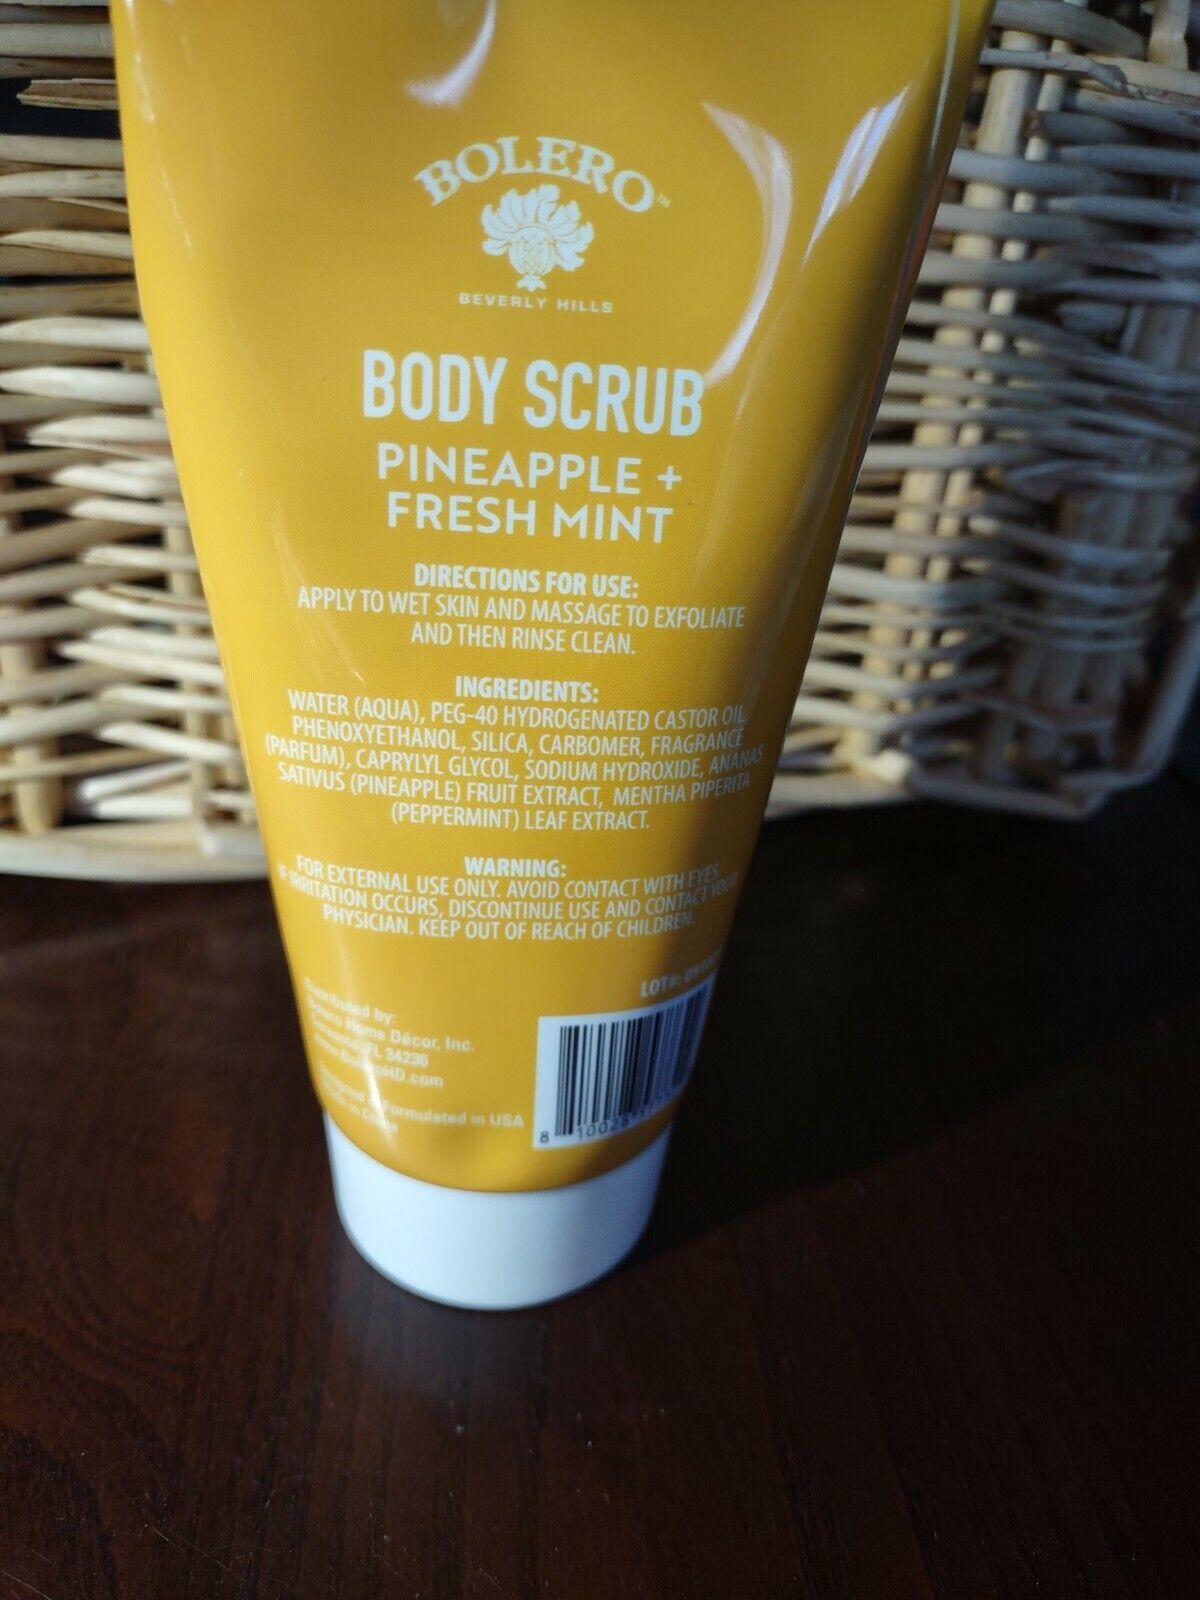 BOLERO™
BEVERLY HILLS
BODY SCRUB
PINEAPPLE +
FRESH MINT
DIRECTIONS FOR USE:
APPLY TO WET SKIN AND MASSAGE TO EXFOLIATE
AND THEN RINSE CLEAN.
INGREDIENTS:
WATER (AQUA), PEG-40 HYDROGENATED CASTOR OIL,
PHENOXYETHANOL, SILICA, CARBOMER, FRAGRANCE
(PARFUM), CAPRYLYL GLYCOL, SODIUM HYDROXIDE, ANANAS
SATIVUS (PINEAPPLE) FRUIT EXTRACT, MENTHA PIPERITA
(PEPPERMINT) LEAF EXTRACT.
WARNING:
FOR EXTERNAL USE ONLY. AVOID CONTACT WITH EYES.
IF IRRITATION OCCURS, DISCONTINUE USE AND CONTACT YOUR
PHYSICIAN. KEEP OUT OF REACH OF CHILDREN.
LOT#:
Distributed by:
Bolero Home Décor, Inc.
FL 34236
Formulated in USA
8